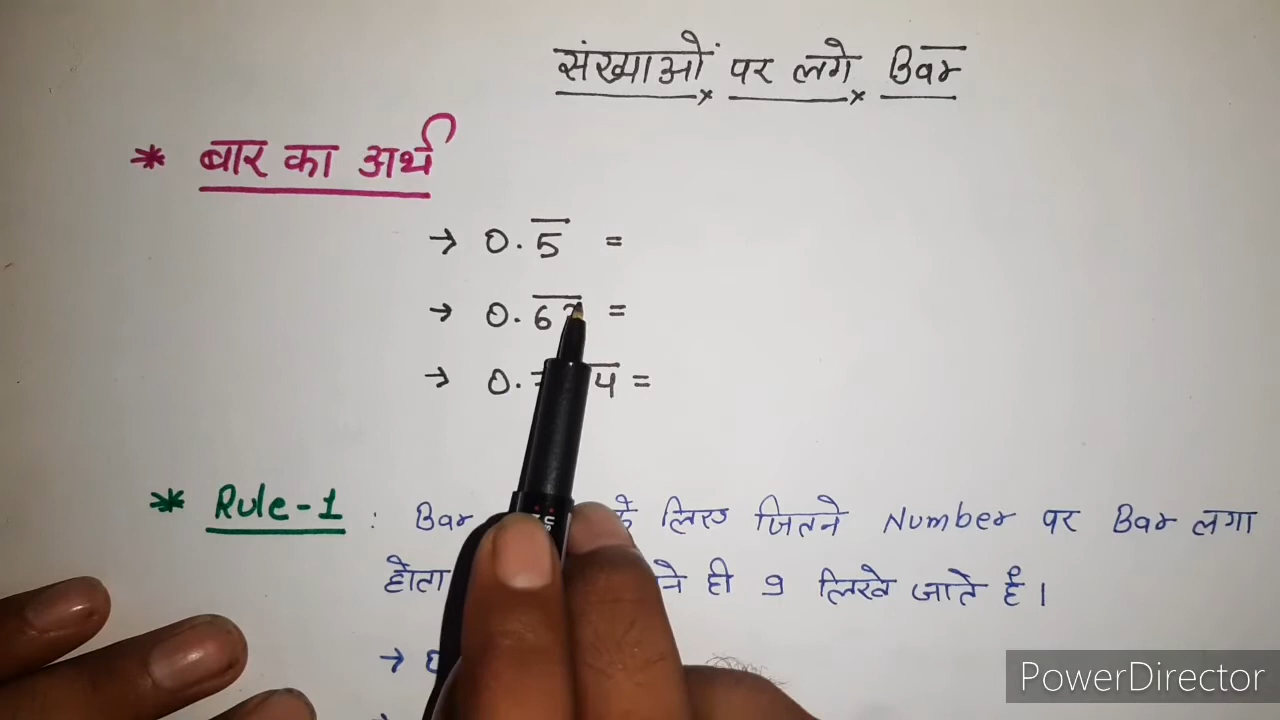 संख्याओं पर लगे Bar
* बार का अर्थ
→ 0.5̅ =
→ 0.6̅ =
→ 0. 4̅ =
* Rule-1 : Bar के लिए जितने Number पर Bar लगा
होता ही 9 लिखे जाते है।
→
PowerDirector